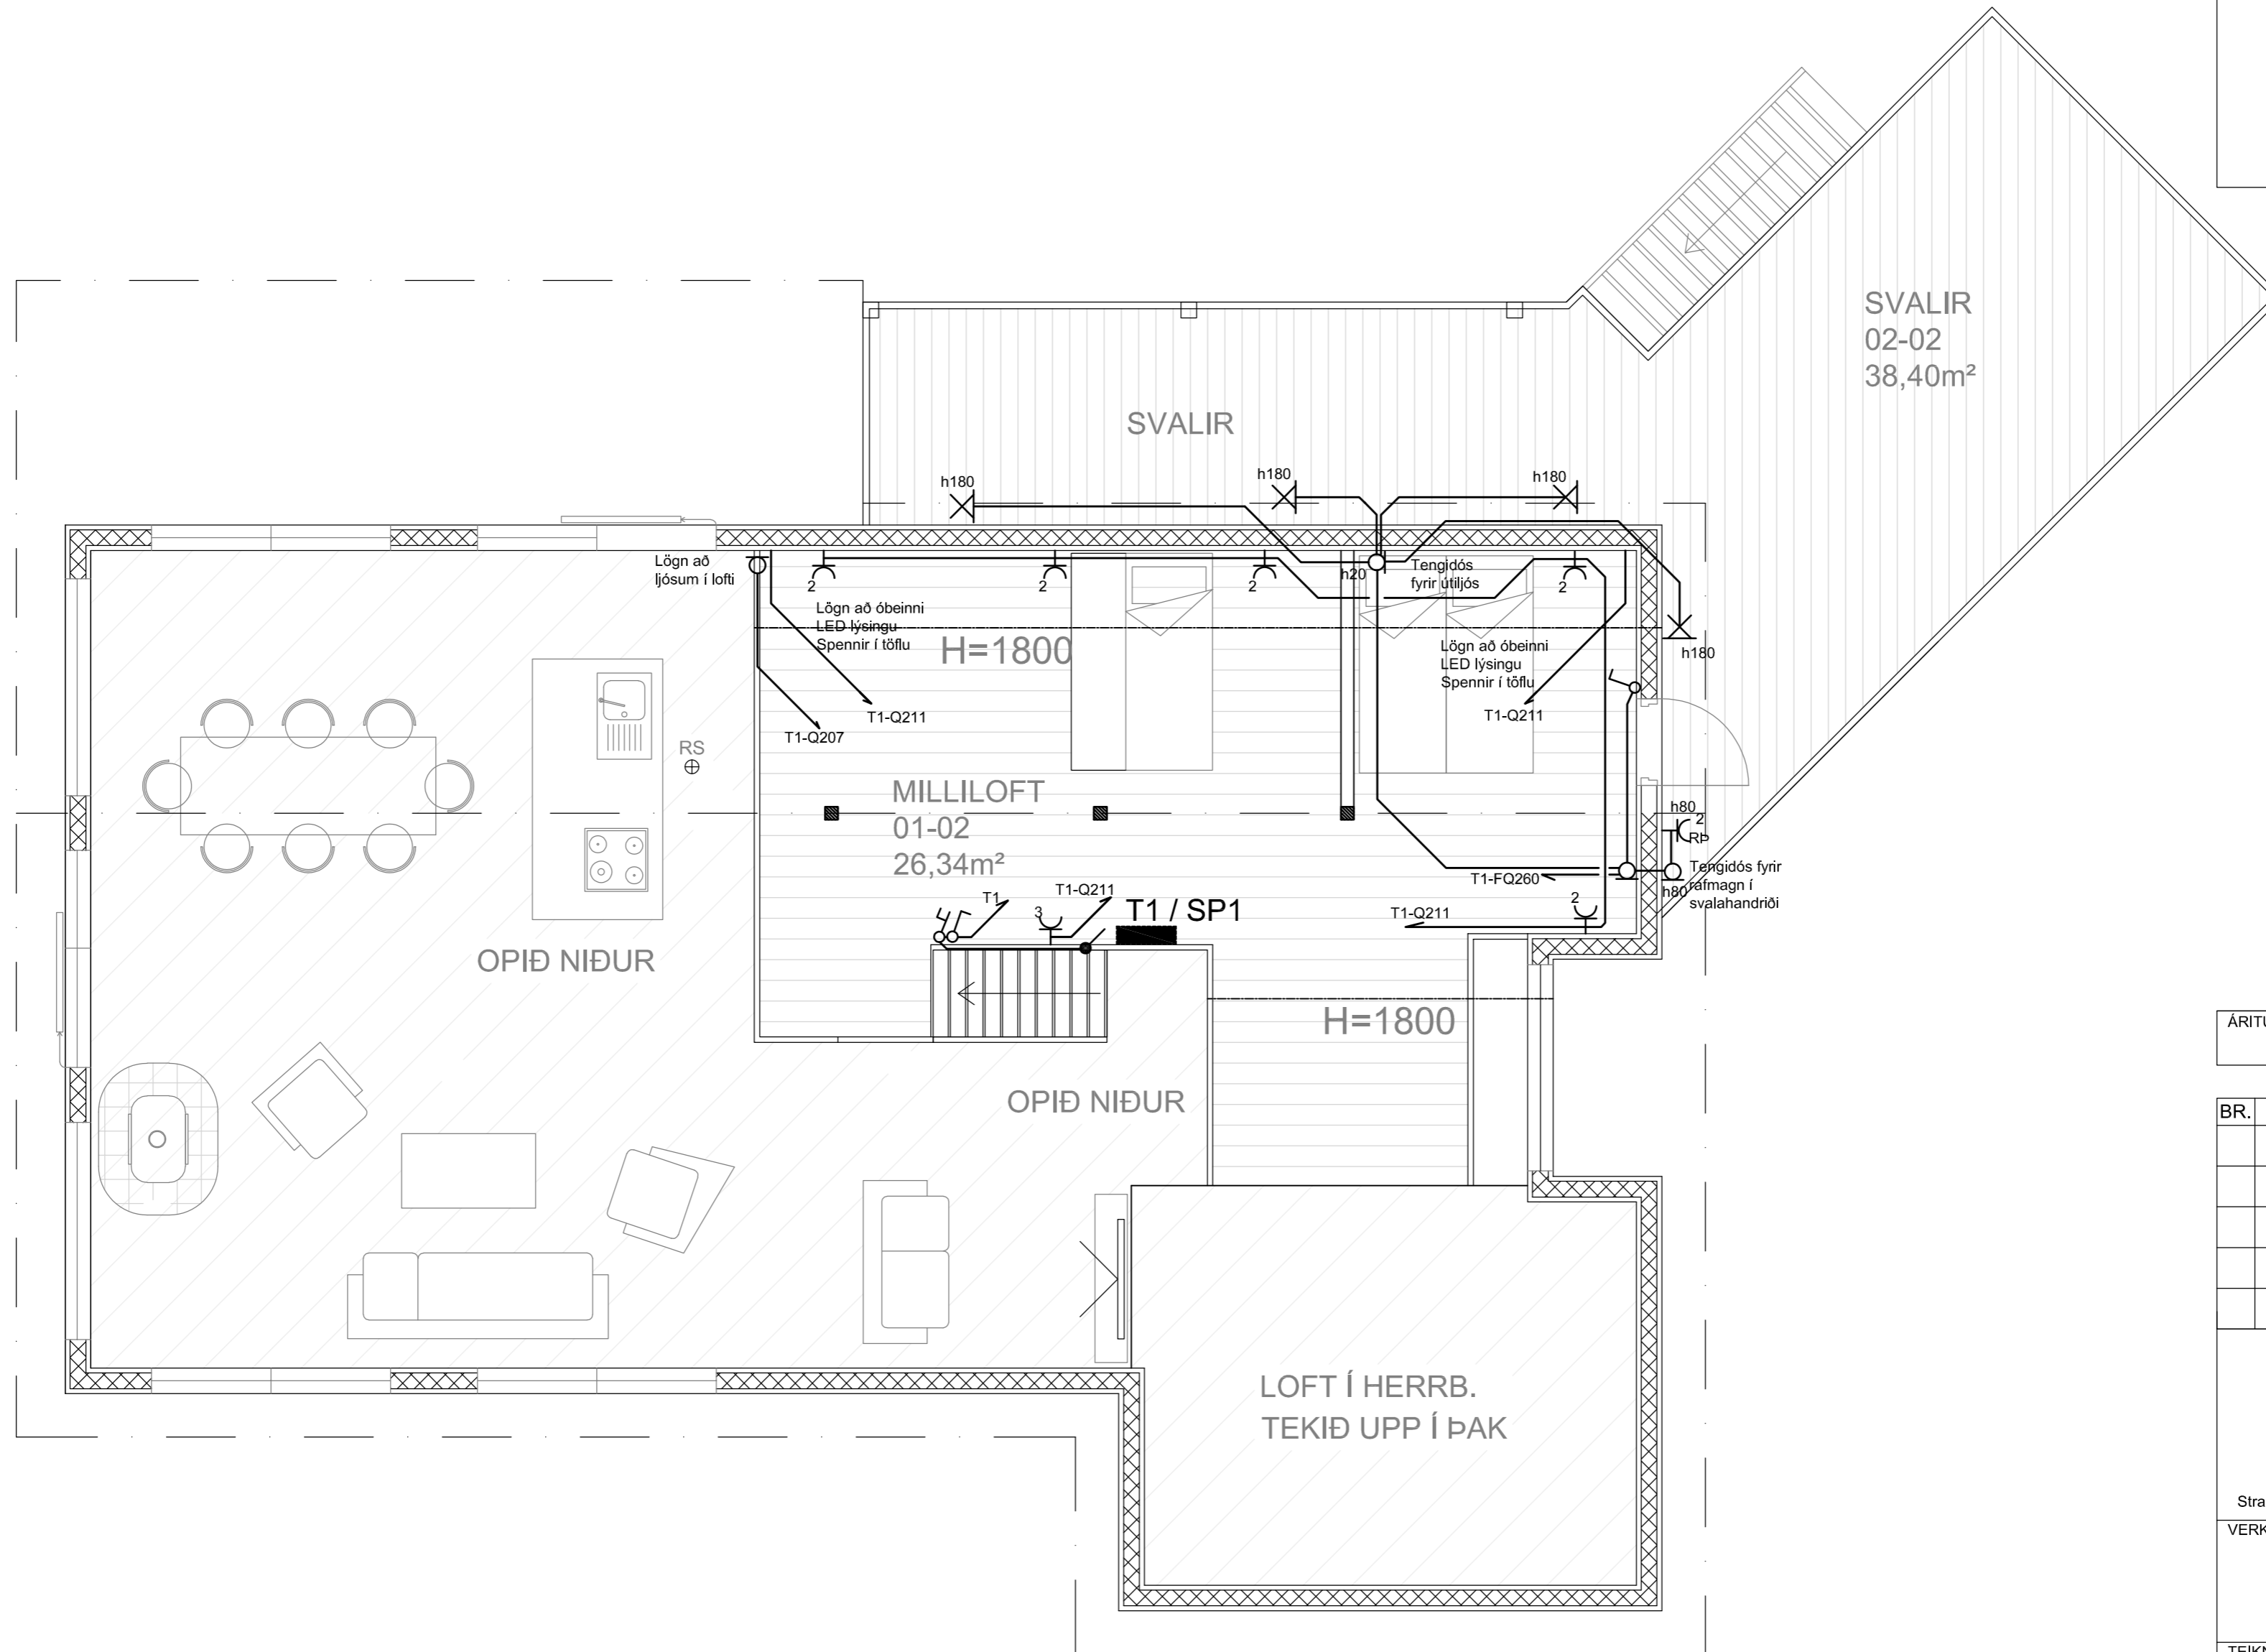 SVALIR
02-02
38,40m²
SVALIR
h180
h180
h180
Lögn að
ljósum í lofti
2
2
2
h20
Tengidós
fyrir útiljós
2
Lögn að óbeinni
LED lýsingu
Spennir í töflu
H=1800
Lögn að óbeinni
LED lýsingu
Spennir í töflu
h180
T1-Q211
T1-Q207
T1-Q211
RS
MILLILOFT
01-02
26,34m²
h80
2
RÞ
Tengidós fyrir
rafmagn í
svalahandriði
h80
T1-FQ260
T1
3
T1-Q211
T1 / SP1
T1-Q211
2
OPIÐ NIÐUR
H=1800
OPIÐ NIÐUR
LOFT Í HERRB.
TEKIÐ UPP Í ÞAK
BR.